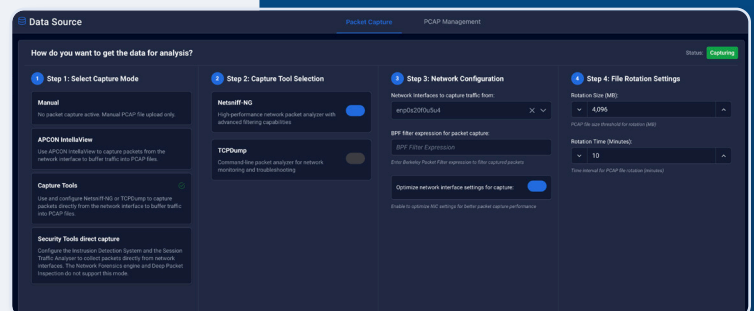 Data Source
Packet Capture
PCAP Management
How do you want to get the data for analysis?
Status: Capturing
1 Step 1: Select Capture Mode
Manual
No packet capture active. Manual PCAP file upload only.
APCON IntellaView
Use APCON IntellaView to capture packets from the
network interface to buffer traffic into PCAP files.
Capture Tools
Use and configure Netsniff-NG or TCPDump to capture
packets directly from the network interface to buffer traffic
into PCAP files.
Security Tools direct capture
Configure the Instrusion Detection System and the Session
Traffic Analyser to collect packets directly from network
interfaces. The Network Forensics engine and Deep Packet
Inspection do not support this mode.
2 Step 2: Capture Tool Selection
Netsniff-NG
High-performance network packet analyzer with
advanced filtering capabilities
TCPDump
Command-line packet analyzer for network
monitoring and troubleshooting
3 Step 3: Network Configuration
Network Interfaces to capture traffic from:
enp0s20f0u5u4
BPF filter expression for packet capture:
BPF Filter Expression
Enter Berkeley Packet Filter expression to filter captured packets
Optimize network interface settings for capture:
Enable to optimize NIC settings for better packet capture performance
4 Step 4: File Rotation Settings
Rotation Size (MB):
4,096
PCAP file size threshold for rotation (MB)
Rotation Time (Minutes):
10
Time interval for PCAP file rotation (minutes)